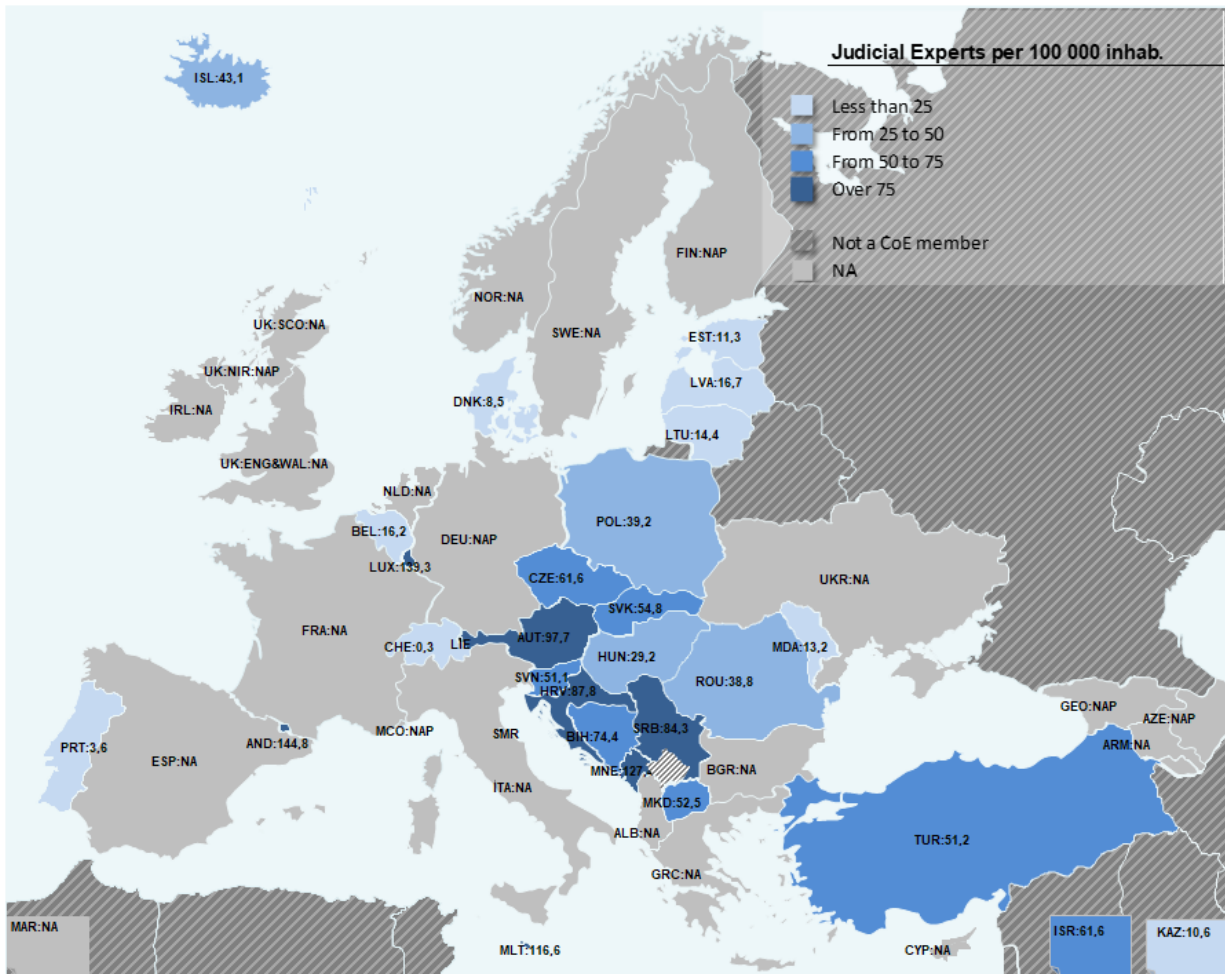 Judicial Experts per 100 000 inhab.
Less than 25
From 25 to 50
From 50 to 75
Over 75
Not a CoE member
NA
ISL:43,1
FIN:NAP
NOR:NA
SWE:NA
UK:SCO:NA
EST:11,3
UK:NIR:NAP
LVA:16,7
DNK:8,5
IRL:NA
LTU:14,4
UK:ENG&WAL:NA
NLD:NA
POL:39,2
BEL:16,2
DEU:NAP
LUX:139,3
CZE:61,6
UKR:NA
SVK:54,8
FRA:NA
AUT:97,7
CHE:0,3
LIE
MDA:13,2
HUN:29,2
SVN:51,1
ROU:38,8
HRV:87,8
GEO:NAP
AZE:NAP
MCO:NAP
SMR
SRB:84,3
BIH:74,4
PRT:3,6
AND:144,8
ARM:NA
ESP:NA
MNE:127,
BGR:NA
ITA:NA
MKD:52,5
ALB:NA
TUR:51,2
GRC:NA
MAR:NA
ISR:61,6
KAZ:10,6
MLT:116,6
CYP:NA